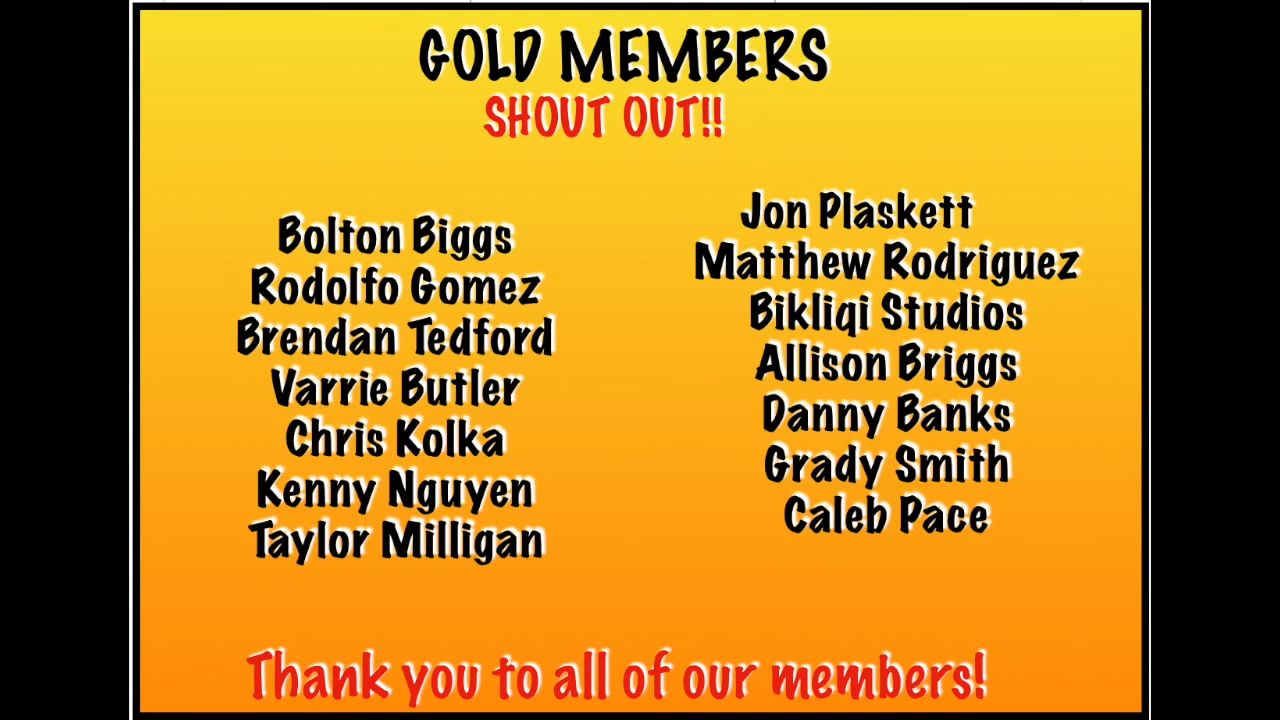 GOLD MEMBERS
SHOUT OUT!!
Bolton Biggs
Rodolfo Gomez
Brendan Tedford
Varrie Butler
Chris Kolka
Kenny Nguyen
Taylor Milligan
Jon Plaskett
Matthew Rodriguez
Bikliqi Studios
Allison Briggs
Danny Banks
Grady Smith
Caleb Pace
Thank you to all of our members!